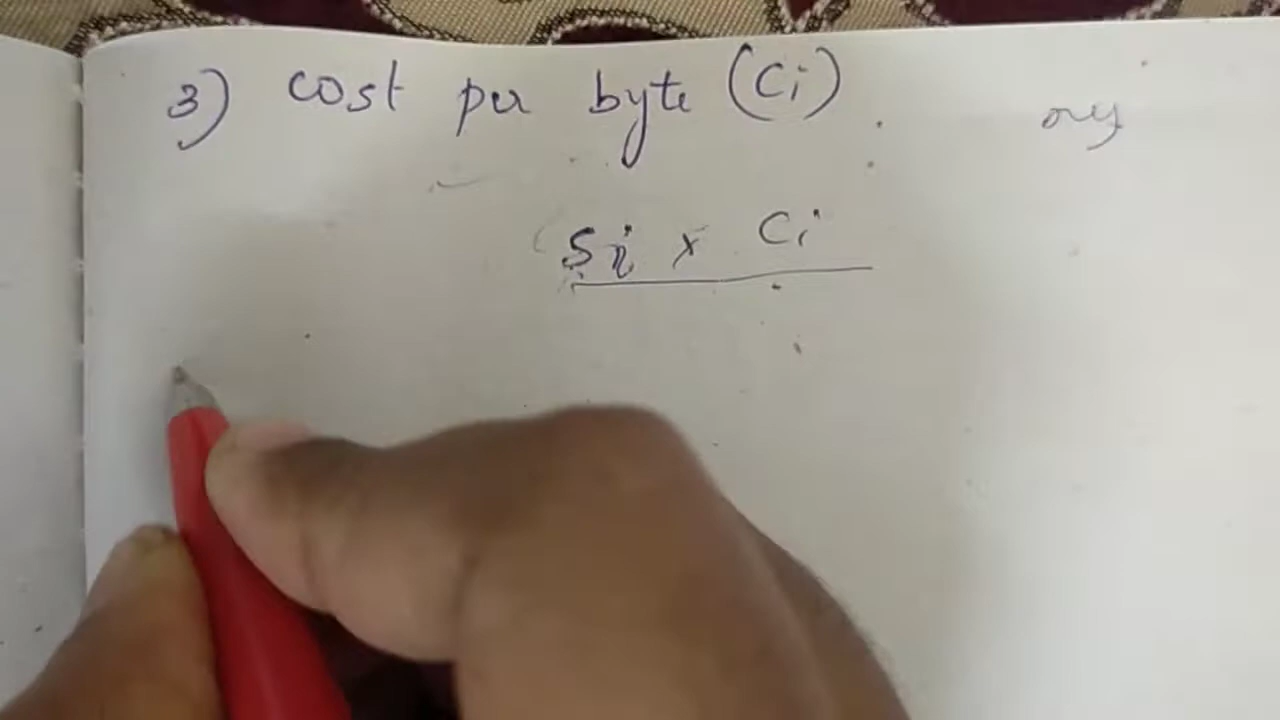 3) cost per byte (Ci)
Si x Ci